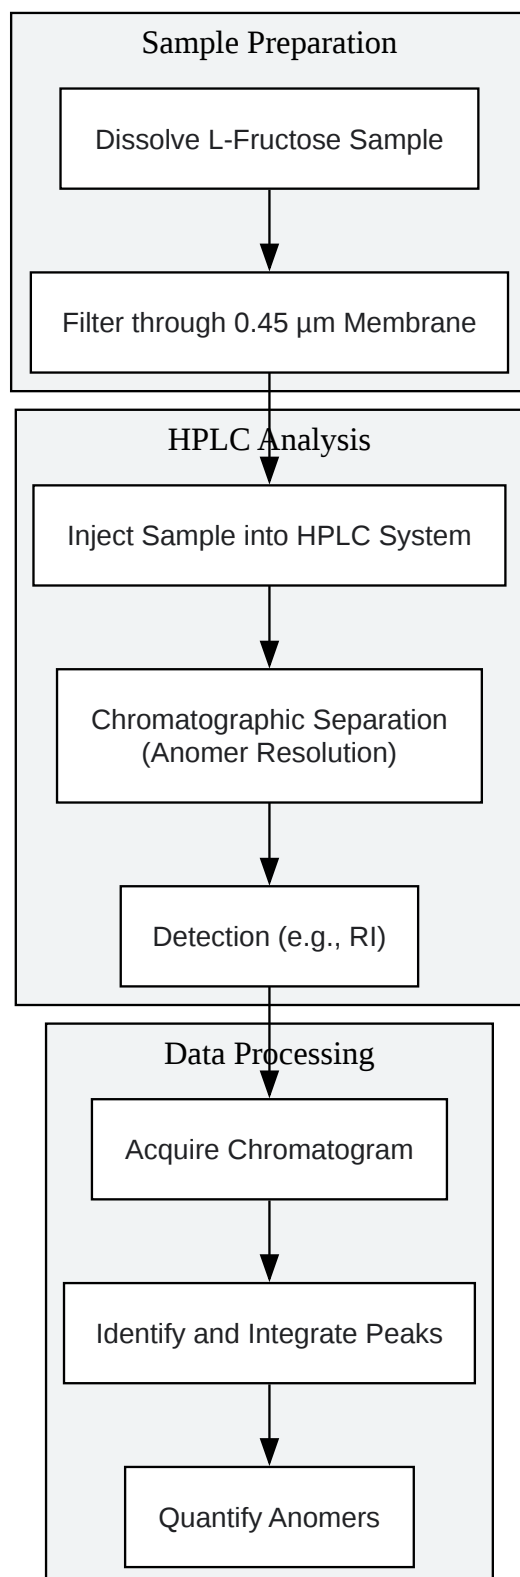 Sample Preparation
Dissolve L-Fructose Sample
Filter through 0.45 µm Membrane
HPLC Analysis
Inject Sample into HPLC System
Chromatographic Separation
(Anomer Resolution)
Detection (e.g., RI)
Data Processing
Acquire Chromatogram
Identify and Integrate Peaks
Quantify Anomers